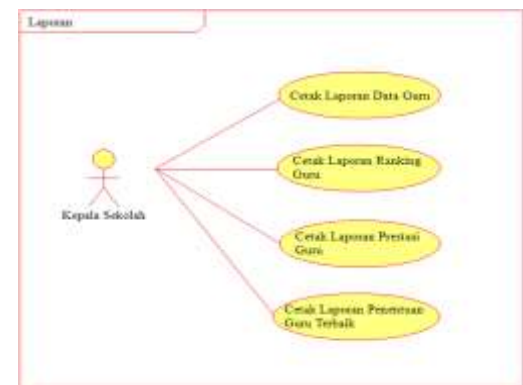 Laporan
Cetak Laporan Data Guru
Cetak Laporan Ranking
Guru
Kepala Sekolah
Cetak Laporan Prestasi
Guru
Cetak Laporan Penentuan
Guru Terbaik